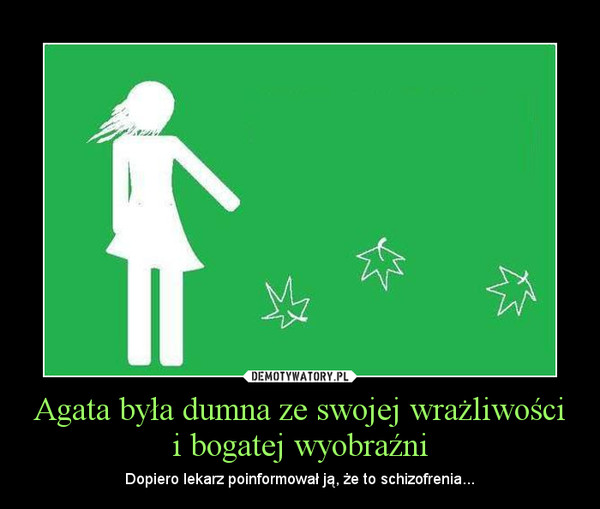 DEMOTYWATORY.PL
Agata była dumna ze swojej wrażliwości
i bogatej wyobraźni
Dopiero lekarz poinformował ją, że to schizofrenia...